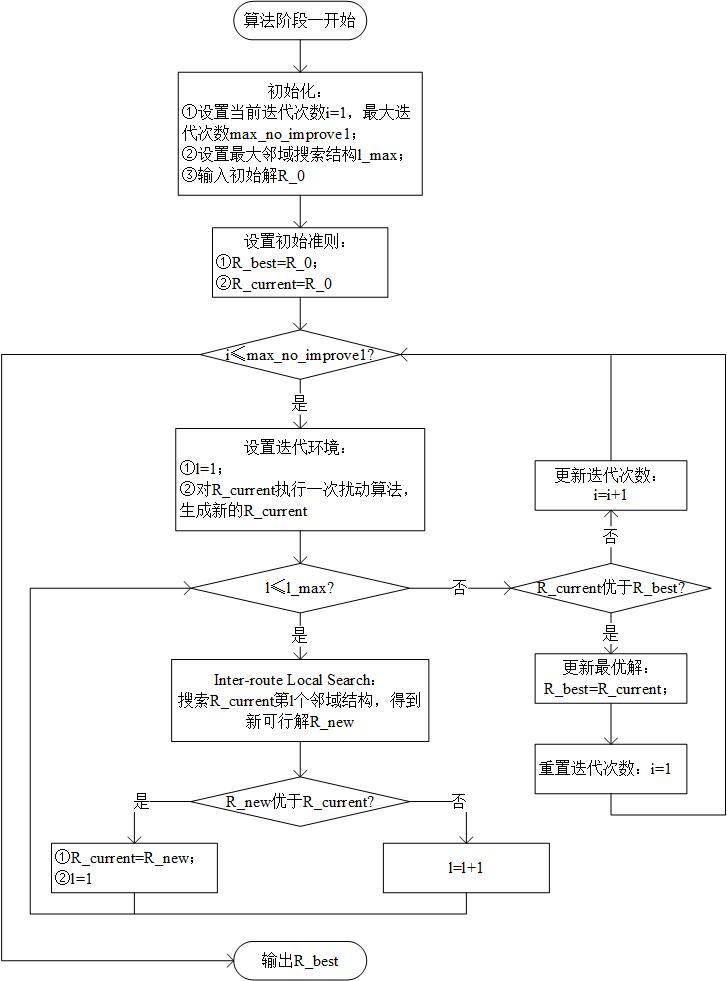 算法阶段一开始
初始化：
①设置当前迭代次数i=1，最大迭
代次数max_no_improve1；
②设置最大邻域搜索结构l_max；
③输入初始解R_0
设置初始准则：
①R_best=R_0；
②R_current=R_0
i≤max_no_improve1?
是
设置迭代环境：
①l=1；
②对R_current执行一次扰动算法，
生成新的R_current
更新迭代次数：
i=i+1
否
l≤l_max?
否
R_current优于R_best?
是
是
Inter-route Local Search：
搜索R_current第l个邻域结构，得到
新可行解R_new
更新最优解：
R_best=R_current；
重置迭代次数：i=1
R_new优于R_current?
是
否
①R_current=R_new；
②l=1
l=l+1
输出R_best